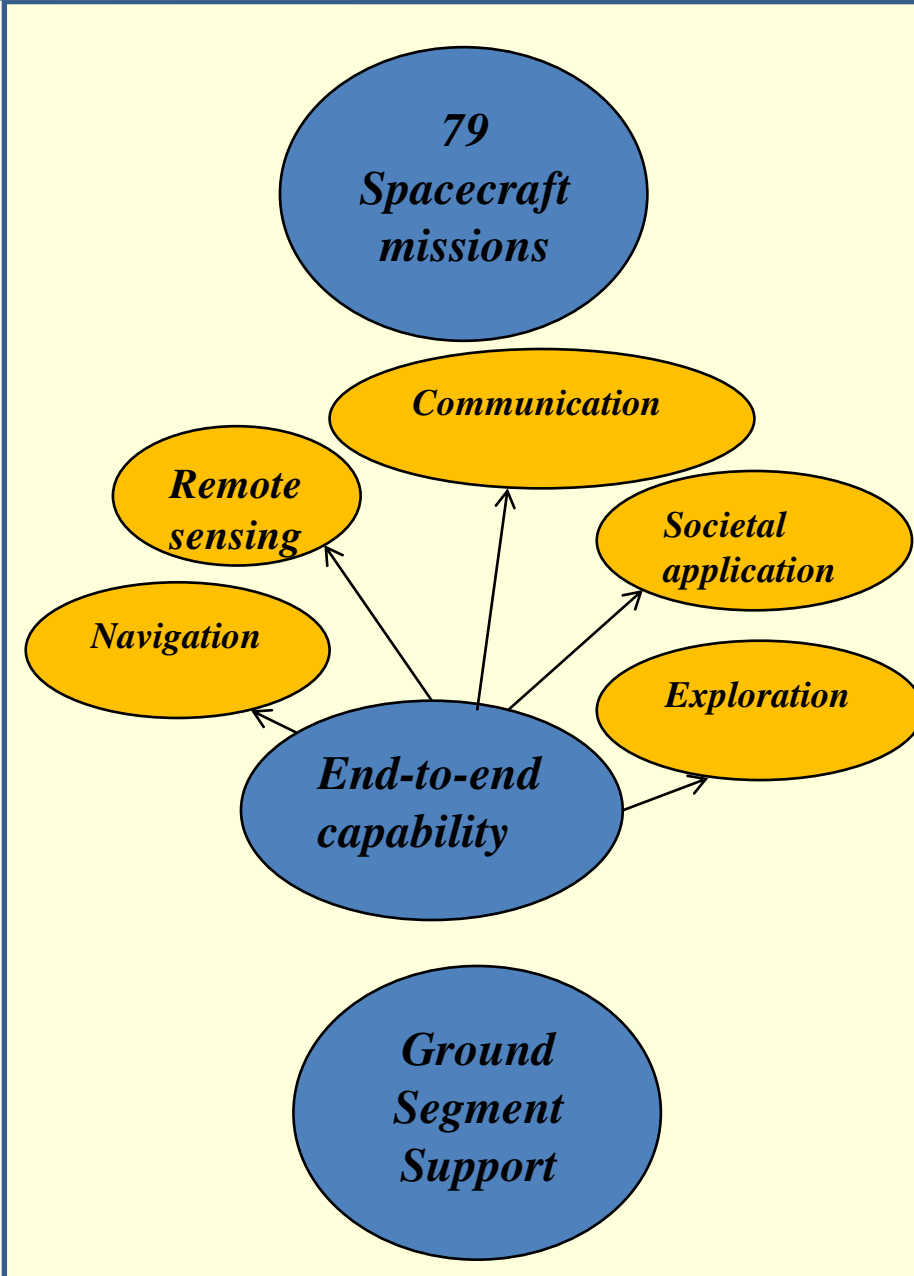 79
Spacecraft
missions
Communication
Remote
sensing
Societal
application
Navigation
Exploration
End-to-end
capability
Ground
Segment
Support